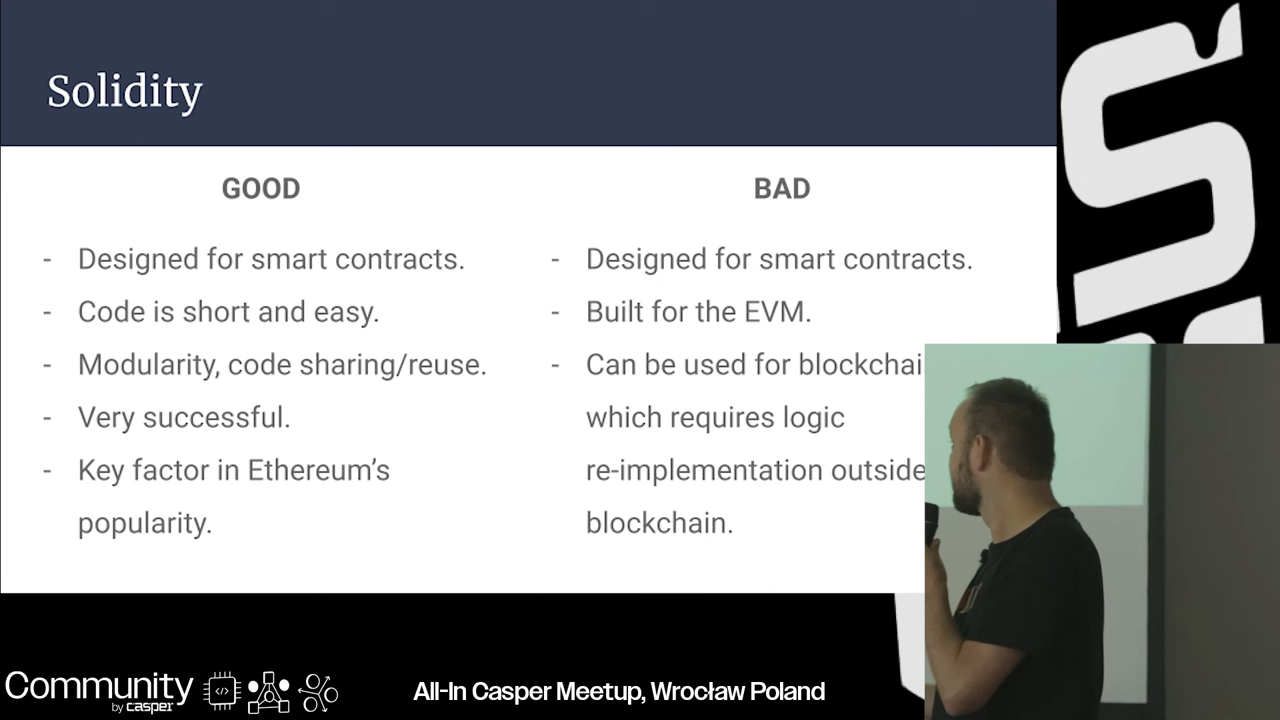 Solidity
GOOD
- Designed for smart contracts.
- Code is short and easy.
- Modularity, code sharing/reuse.
- Very successful.
- Key factor in Ethereum’s
popularity.
BAD
- Designed for smart contracts.
- Built for the EVM.
- Can be used for
which requires logic
re-implementation outside
blockchain.
Community
by casper
All-In Casper Meetup, Wrocław Poland